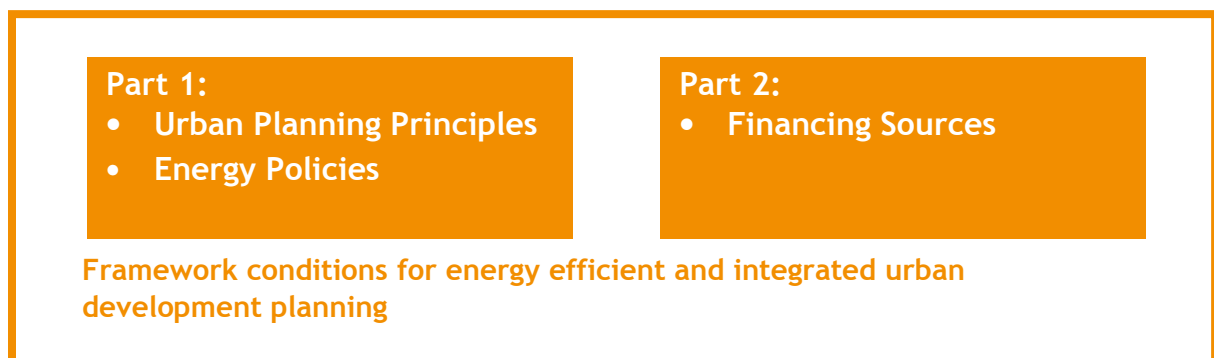 Part 1:
• Urban Planning Principles
• Energy Policies
Part 2:
• Financing Sources
Framework conditions for energy efficient and integrated urban
development planning